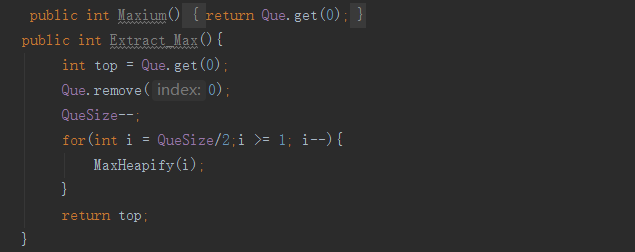 public int Maxium() { return Que.get(0); }
public int Extract_Max(){
int top = Que.get(0);
Que.remove( index: 0);
QueSize--;
for(int i = QueSize/2;i >= 1; i--){
MaxHeapify(i);
}
return top;
}